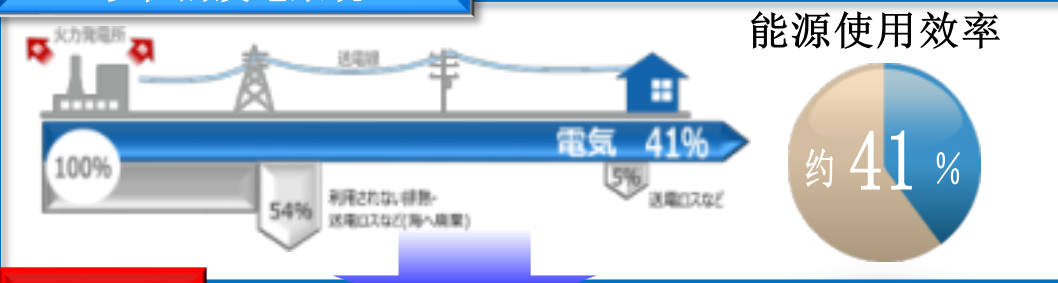 能源使用效率
火力発電所
送電線
電気 41%
100%
约 41 %
5%
54%
利用されない排熱・
送電ロスなど(海へ廃棄)
送電ロスなど